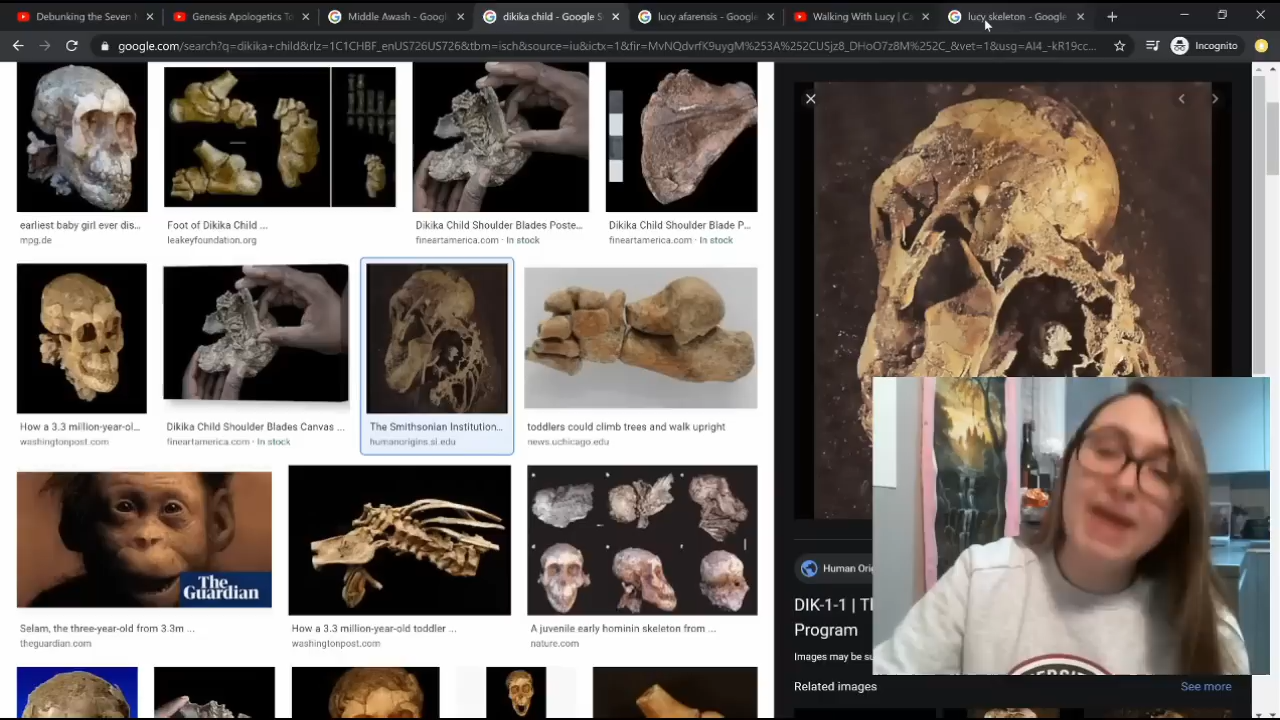 Debunking the Seven
Genesis Apologetics To
Middle Awash - Googl
dikika child - Google S
lucy afarensis - Google
Walking With Lucy | Ca
lucy skeleton - Google
google.com/search?q=dikika+child&rlz=1C1CHBF_enUS726US726&tbm=isch&source=iu&ictx=1&fir=MvNQdvrfK9uygM%253A%252CUSjz8_DHoO7z8M%252C_&vet=1&usg=AI4_-kR19cc...
Incognito
earliest baby girl ever dis...
mpg.de
Foot of Dikika Child ...
leakeyfoundation.org
Dikika Child Shoulder Blades Poste...
fineartamerica.com · In stock
Dikika Child Shoulder Blade P...
fineartamerica.com · In stock
How a 3.3 million-year-ol...
washingtonpost.com
Dikika Child Shoulder Blades Canvas ...
fineartamerica.com · In stock
The Smithsonian Institution...
humanorigins.si.edu
toddlers could climb trees and walk upright
news.uchicago.edu
The
Guardian
Selam, the three-year-old from 3.3m ...
theguardian.com
How a 3.3 million-year-old toddler ...
washingtonpost.com
A juvenile early hominin skeleton from ...
nature.com
Human Ori
DIK-1-1 | T
Program
Images may be su
Related images
See more